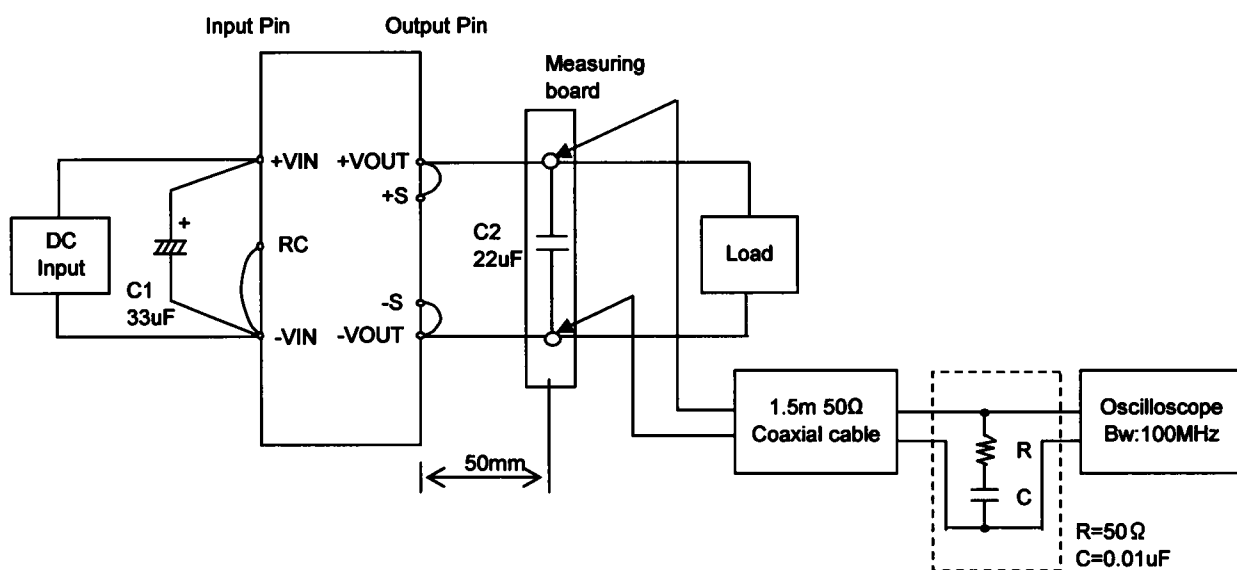 Input Pin
Output Pin
Measuring
board
+VIN
+VOUT
+S
+
DC
Input
RC
C2
22uF
Load
C1
33uF
-S
-VIN
-VOUT
1.5m 50Ω
Coaxial cable
Oscilloscope
Bw:100MHz
50mm
R
C
R=50Ω
C=0.01uF